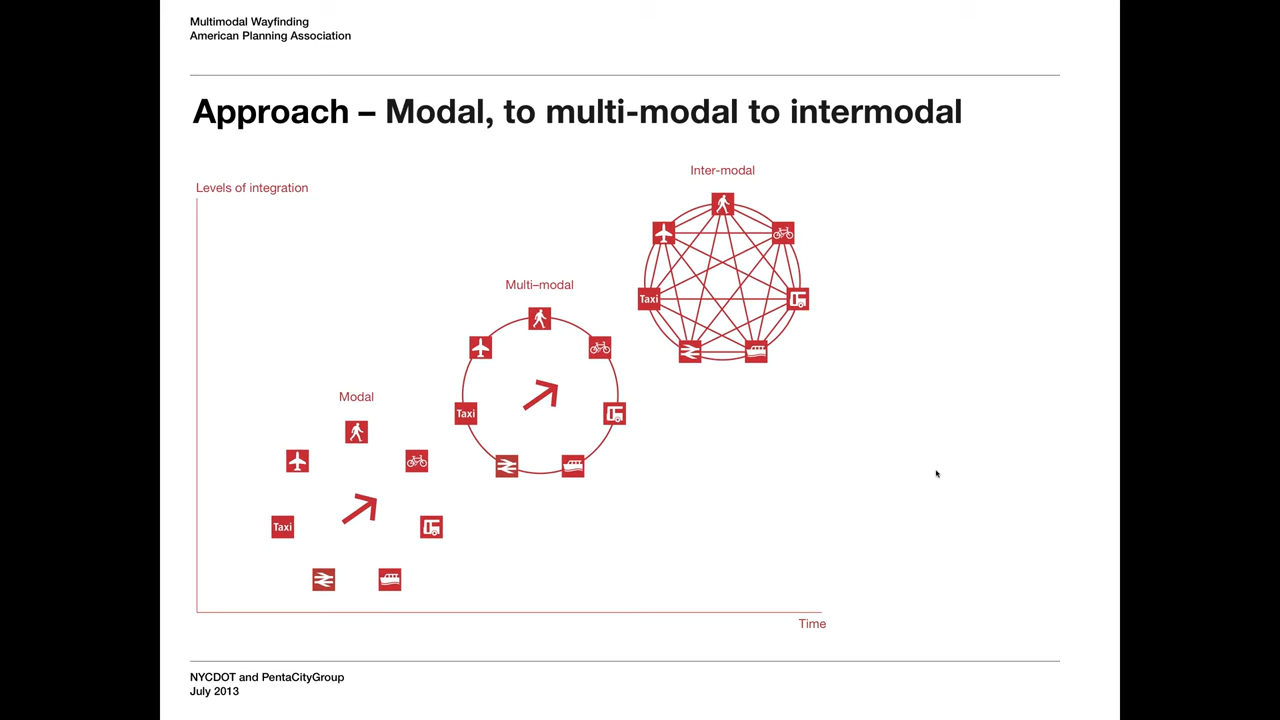 Multimodal Wayfinding
American Planning Association
Approach – Modal, to multi-modal to intermodal
Inter-modal
Levels of integration
Taxi
Multi–modal
Taxi
Modal
Taxi
Time
NYCDOT and PentaCityGroup
July 2013